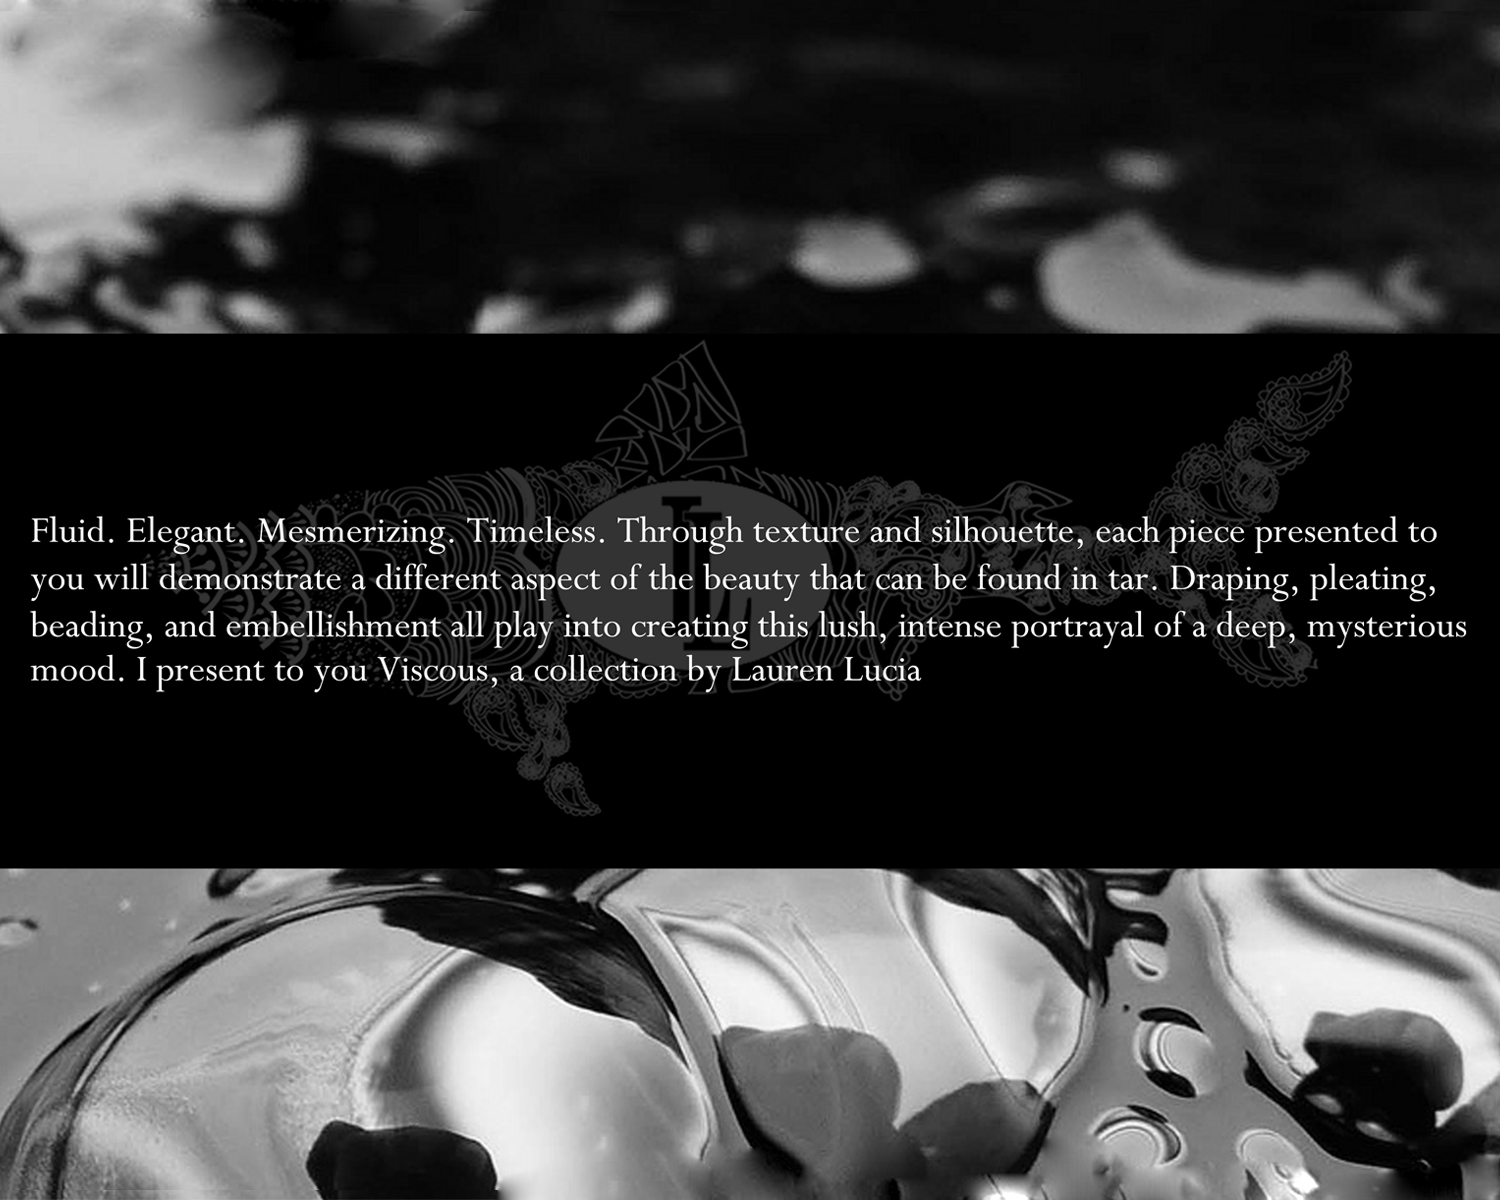 Fluid. Elegant. Mesmerizing. Timeless. Through texture and silhouette, each piece presented to
you will demonstrate a different aspect of the beauty that can be found in tar. Draping, pleating,
beading, and embellishment all play into creating this lush, intense portrayal of a deep, mysterious
mood. I present to you Viscous, a collection by Lauren Lucia